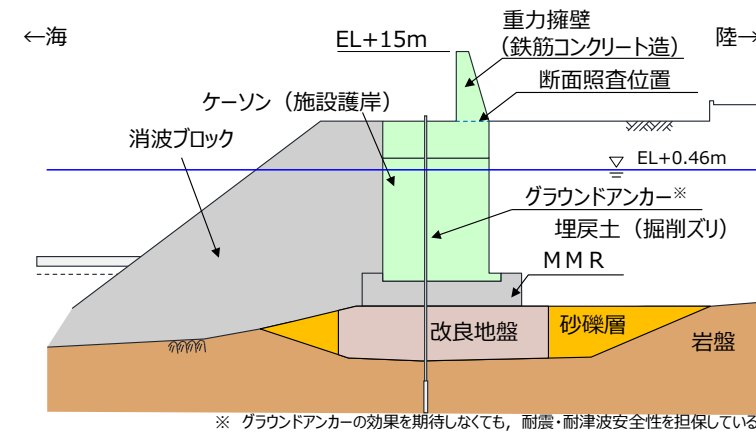 ←海
重力擁壁
(鉄筋コンクリート造)
陸→
EL+15m
断面照査位置
ケーソン(施設護岸)
消波ブロック
EL+0.46m
グラウンドアンカー※
埋戻土(掘削ズリ)
MMR
改良地盤
砂礫層
岩盤
※ グラウンドアンカーの効果を期待しなくても,耐震・耐津波安全性を担保している